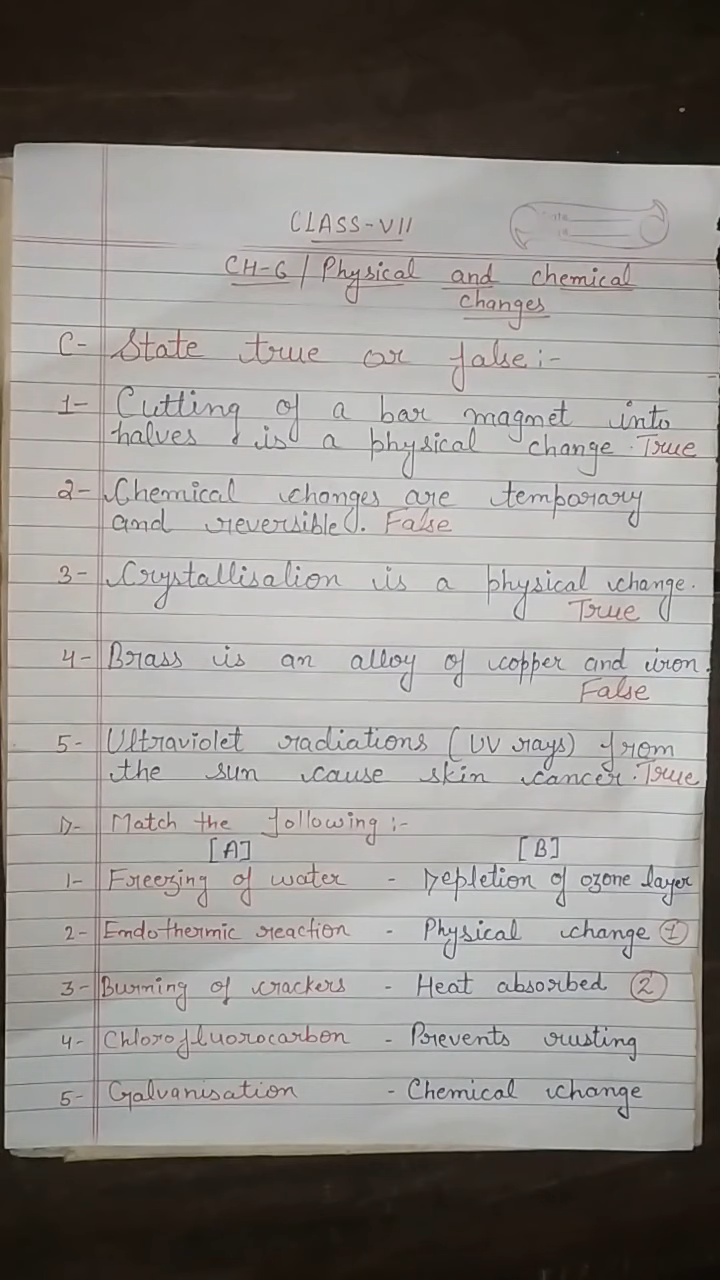 CLASS-VII
CH-6 / Physical and chemical
changes
C- State true or false :-
1- Cutting of a bar magnet into
halves is a physical change. True
2- Chemical changes are temporary
and reversible. False
3- Crystallisation is a physical change.
True
4- Brass is an alloy of copper and iron.
False
5- Ultraviolet radiations (UV rays) from
the sun cause skin cancer. True
D- Match the following :-
[A] [B]
1- Freezing of water - Depletion of ozone layer
2- Endothermic reaction - Physical change ①
3- Burning of crackers - Heat absorbed ②
4- Chlorofluorocarbon - Prevents rusting
5- Galvanisation - Chemical change